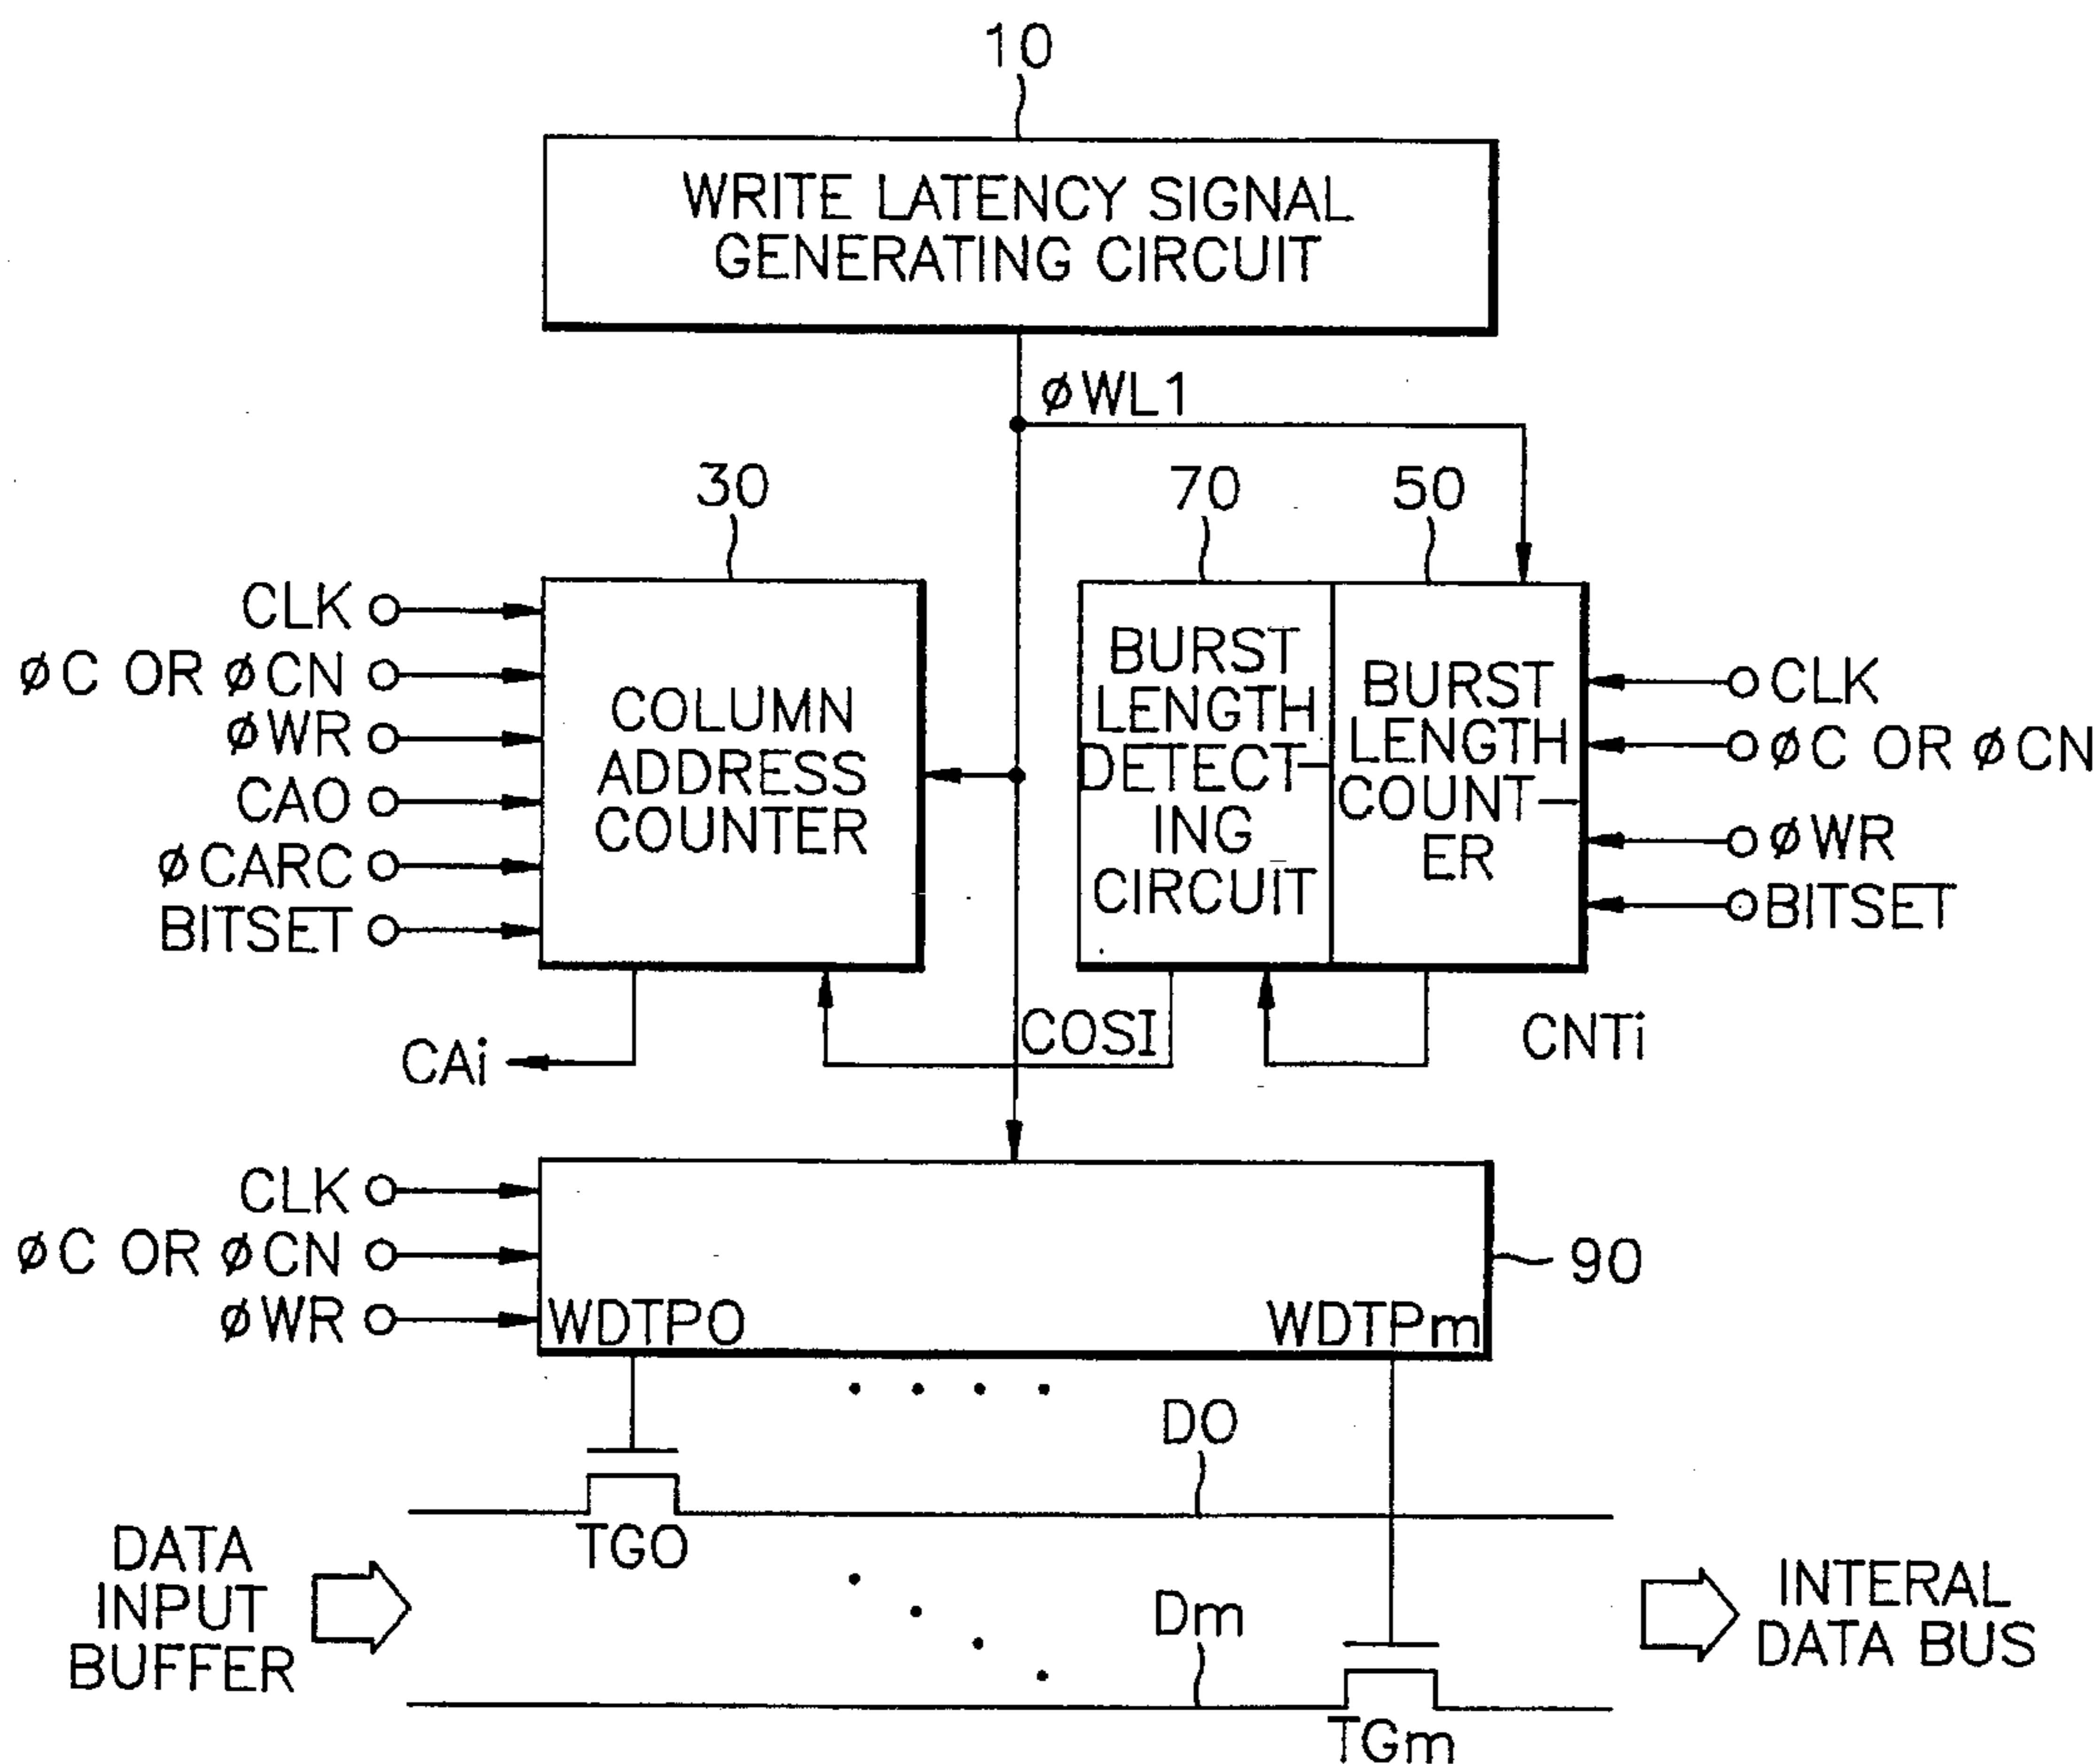 10
WRITE LATENCY SIGNAL
GENERATING CIRCUIT
øWL1
30
70
50
CLK
øC OR øCN
øWR
CAO
øCARC
BITSET
COLUMN
ADDRESS
COUNTER
BURST
LENGTH
DETECT-
ING
CIRCUIT
BURST
LENGTH
COUNT-
ER
CLK
øC OR øCN
øWR
BITSET
CAi
COSI
CNTi
CLK
øC OR øCN
øWR
WDTPO
WDTPm
90
DO
TGO
DATA
INPUT
BUFFER
Dm
INTERAL
DATA BUS
TGm